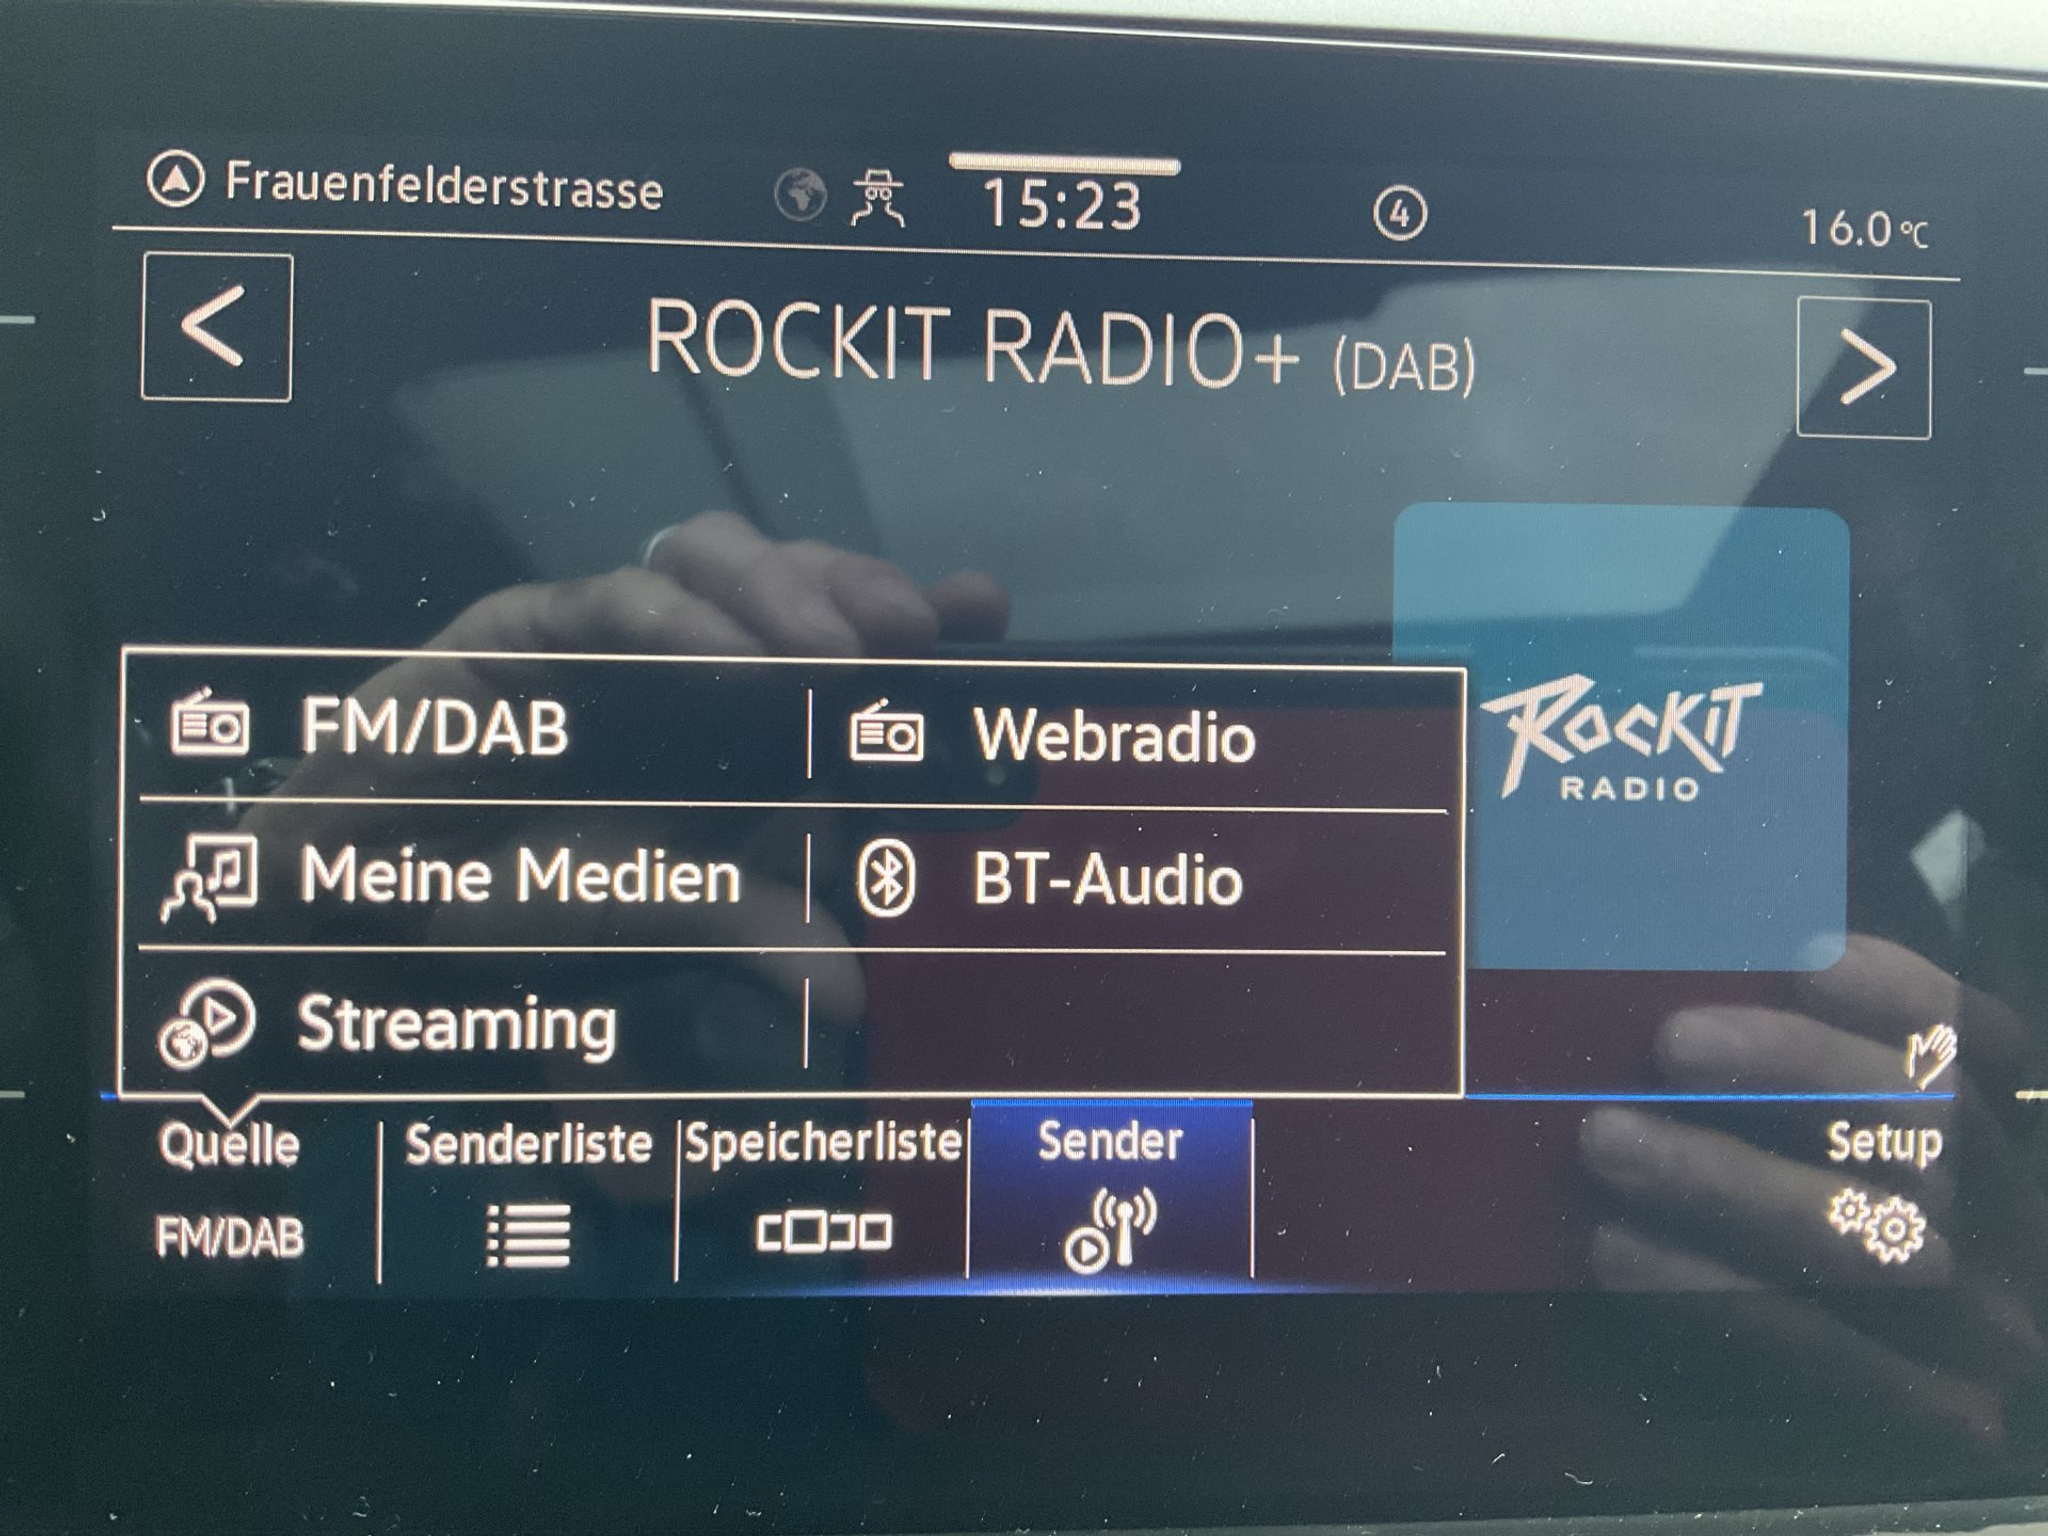 Frauenfelderstrasse 15:23 4 16.0 °C
< ROCKIT RADIO+ (DAB) >
ROCKIT
RADIO
FM/DAB Webradio
Meine Medien BT-Audio
Streaming
Quelle Senderliste Speicherliste Sender Setup
FM/DAB